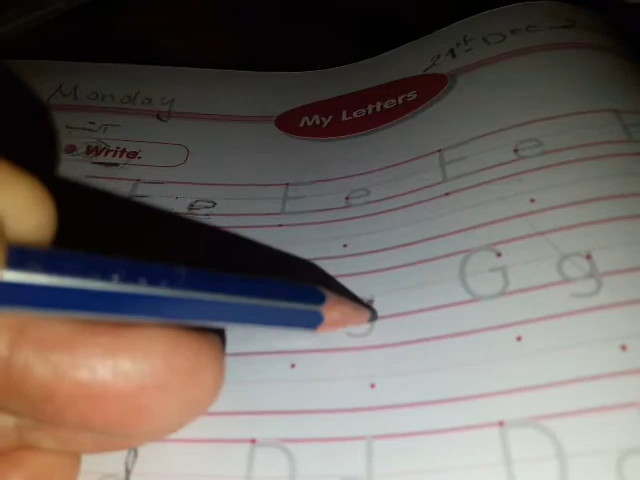 Monday 21st Dec
My Letters
Write.
E e E e E e E
g G g
D d D